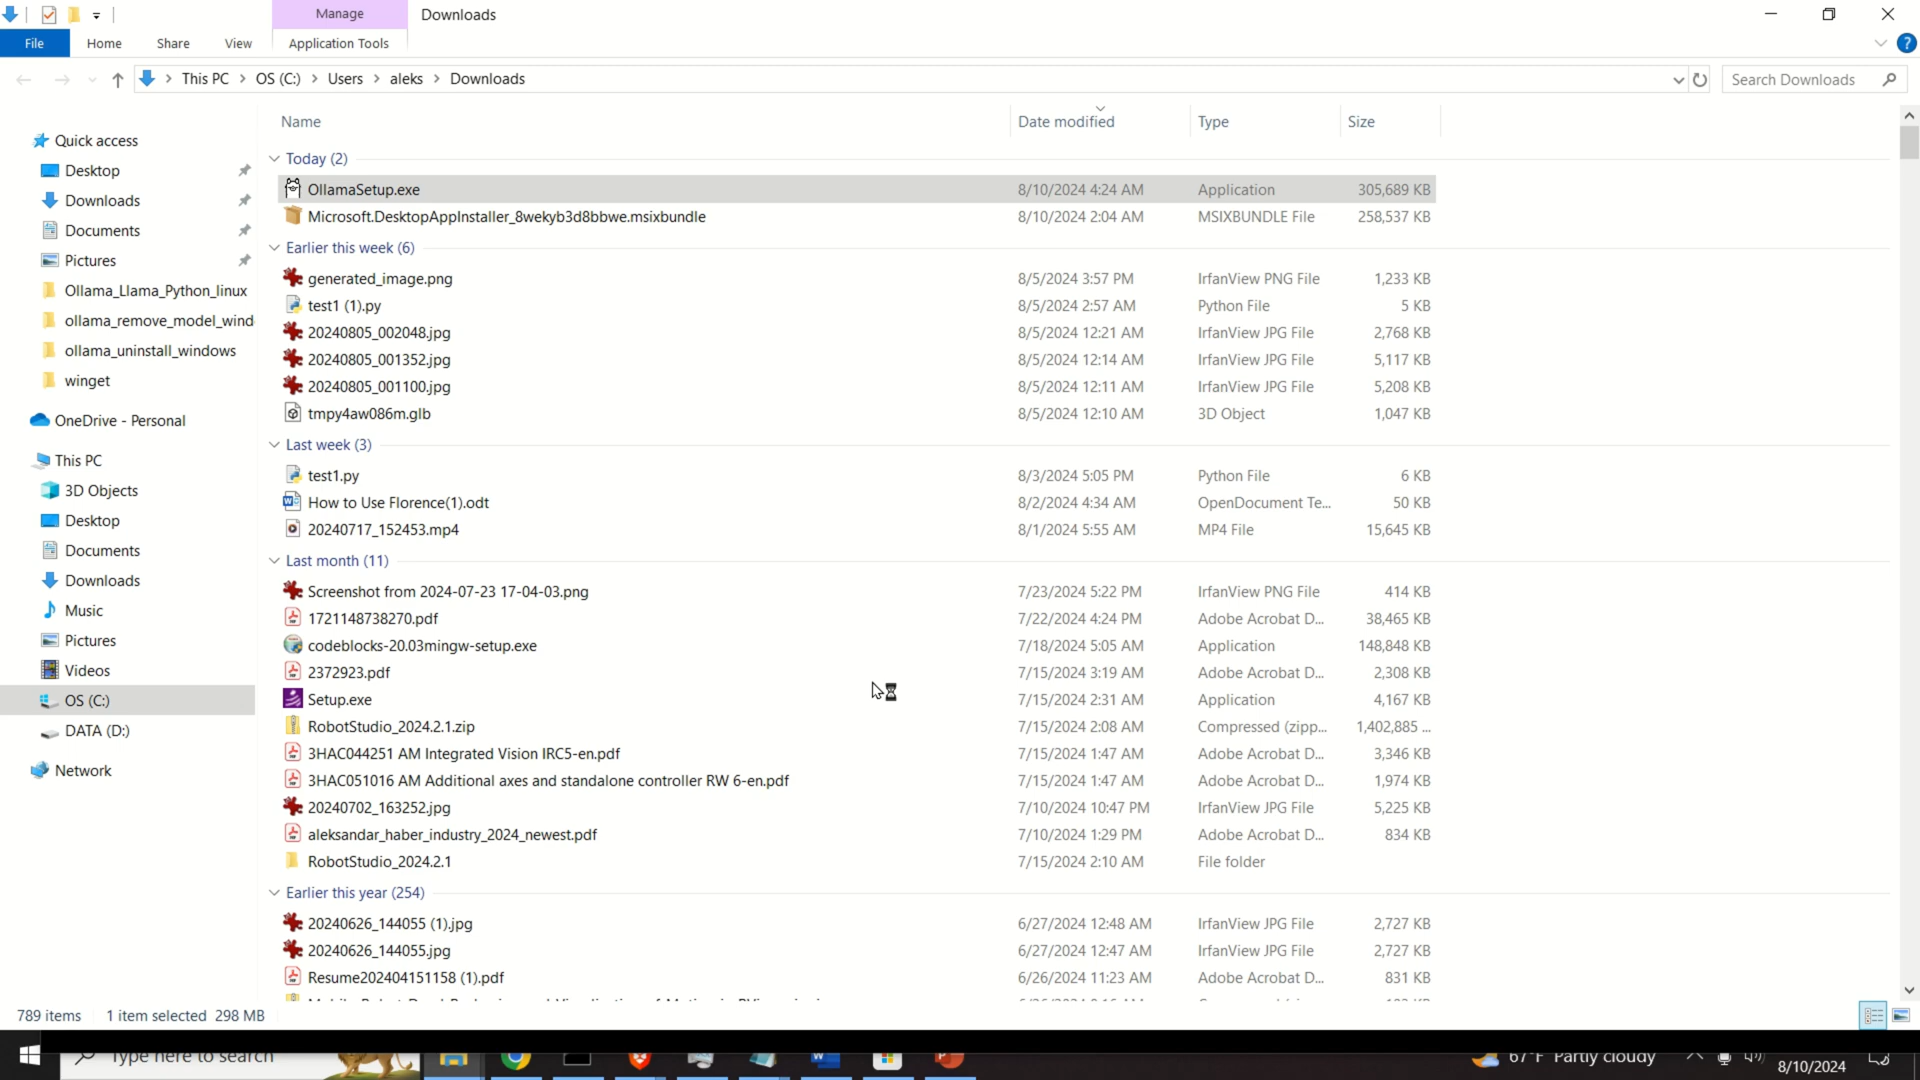 Manage
Downloads
File
Home
Share
View
Application Tools
This PC
OS (C:)
Users
aleks
Downloads
Search Downloads
Name
Date modified
Type
Size
Quick access
Desktop
Downloads
Documents
Pictures
Ollama_Llama_Python_linux
ollama_remove_model_wind
ollama_uninstall_windows
winget
OneDrive - Personal
This PC
3D Objects
Desktop
Documents
Downloads
Music
Pictures
Videos
OS (C:)
DATA (D:)
Network
Today (2)
OllamaSetup.exe 8/10/2024 4:24 AM Application 305,689 KB
Microsoft.DesktopAppInstaller_8wekyb3d8bbwe.msixbundle 8/10/2024 2:04 AM MSIXBUNDLE File 258,537 KB
Earlier this week (6)
generated_image.png 8/5/2024 3:57 PM IrfanView PNG File 1,233 KB
test1 (1).py 8/5/2024 2:57 AM Python File 5 KB
20240805_002048.jpg 8/5/2024 12:21 AM IrfanView JPG File 2,768 KB
20240805_001352.jpg 8/5/2024 12:14 AM IrfanView JPG File 5,117 KB
20240805_001100.jpg 8/5/2024 12:11 AM IrfanView JPG File 5,208 KB
tmpy4aw086m.glb 8/5/2024 12:10 AM 3D Object 1,047 KB
Last week (3)
test1.py 8/3/2024 5:05 PM Python File 6 KB
How to Use Florence(1).odt 8/2/2024 4:34 AM OpenDocument Te... 50 KB
20240717_152453.mp4 8/1/2024 5:55 AM MP4 File 15,645 KB
Last month (11)
Screenshot from 2024-07-23 17-04-03.png 7/23/2024 5:22 PM IrfanView PNG File 414 KB
1721148738270.pdf 7/22/2024 4:24 PM Adobe Acrobat D... 38,465 KB
codeblocks-20.03mingw-setup.exe 7/18/2024 5:05 AM Application 148,848 KB
2372923.pdf 7/15/2024 3:19 AM Adobe Acrobat D... 2,308 KB
Setup.exe 7/15/2024 2:31 AM Application 4,167 KB
RobotStudio_2024.2.1.zip 7/15/2024 2:08 AM Compressed (zipp... 1,402,885 ...
3HAC044251 AM Integrated Vision IRC5-en.pdf 7/15/2024 1:47 AM Adobe Acrobat D... 3,346 KB
3HAC051016 AM Additional axes and standalone controller RW 6-en.pdf 7/15/2024 1:47 AM Adobe Acrobat D... 1,974 KB
20240702_163252.jpg 7/10/2024 10:47 PM IrfanView JPG File 5,225 KB
aleksandar_haber_industry_2024_newest.pdf 7/10/2024 1:29 PM Adobe Acrobat D... 834 KB
RobotStudio_2024.2.1 7/15/2024 2:10 AM File folder
Earlier this year (254)
20240626_144055 (1).jpg 6/27/2024 12:48 AM IrfanView JPG File 2,727 KB
20240626_144055.jpg 6/27/2024 12:47 AM IrfanView JPG File 2,727 KB
Resume202404151158 (1).pdf 6/26/2024 11:23 AM Adobe Acrobat D... 831 KB
789 items 1 item selected 298 MB
Type here to search
67°F Partly cloudy
8/10/2024